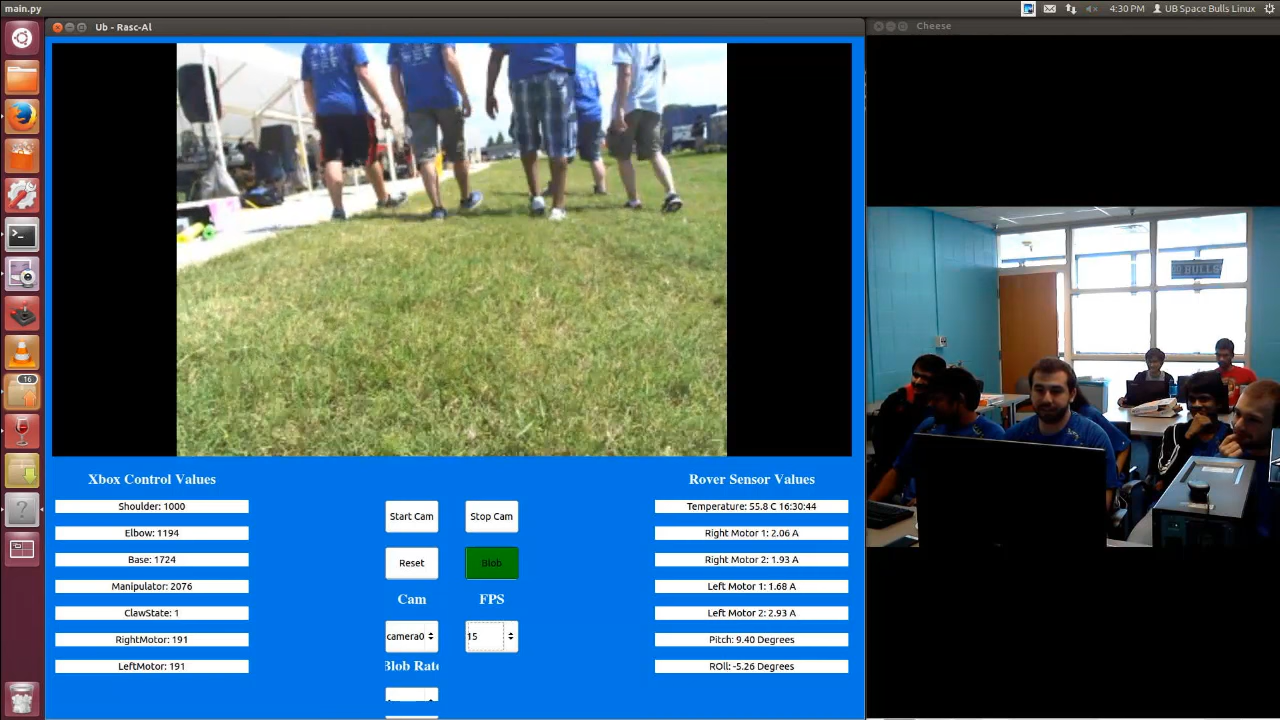 main.py
4:30 PM
UB Space Bulls Linux
Ub - Rasc-Al
Cheese
BULLS
16
Xbox Control Values
Shoulder: 1000
Elbow: 1194
Base: 1724
Manipulator: 2076
ClawState: 1
RightMotor: 191
LeftMotor: 191
Start Cam
Stop Cam
Reset
Blob
Cam
FPS
camera0
15
Blob Rate
Rover Sensor Values
Temperature: 55.8 C 16:30:44
Right Motor 1: 2.06 A
Right Motor 2: 1.93 A
Left Motor 1: 1.68 A
Left Motor 2: 2.93 A
Pitch: 9.40 Degrees
ROll: -5.26 Degrees